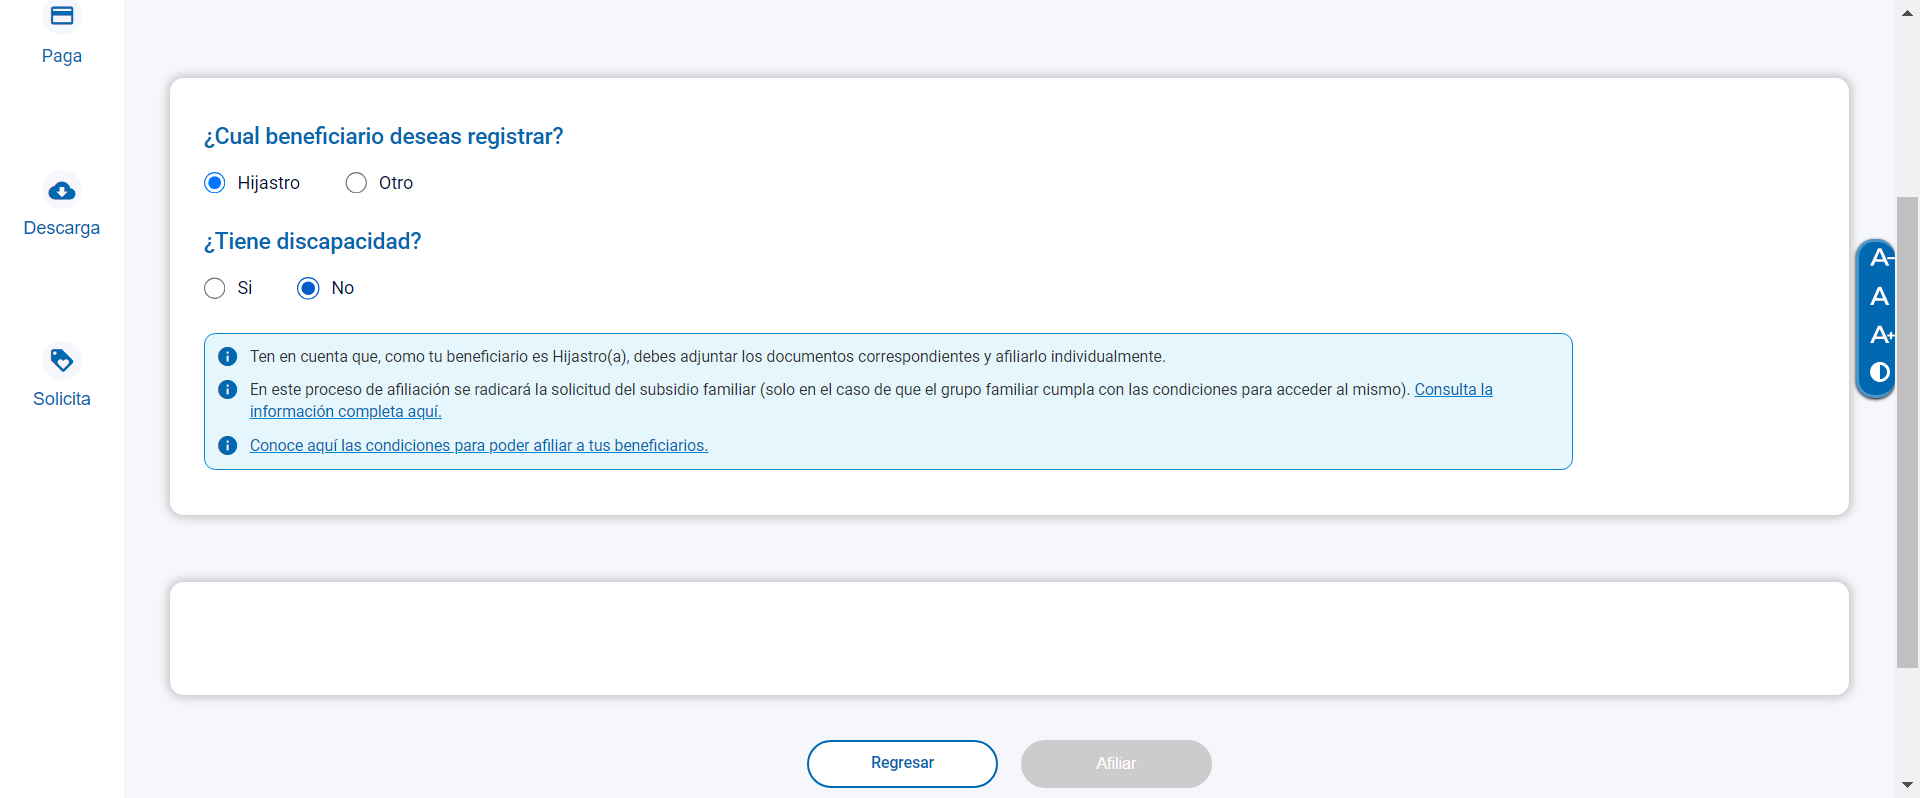 Paga
Descarga
Solicita
¿Cual beneficiario deseas registrar?
Hijastro Otro
¿Tiene discapacidad?
Si No
Ten en cuenta que, como tu beneficiario es Hijastro(a), debes adjuntar los documentos correspondientes y afiliarlo individualmente.
En este proceso de afiliación se radicará la solicitud del subsidio familiar (solo en el caso de que el grupo familiar cumpla con las condiciones para acceder al mismo). Consulta la
información completa aquí.
Conoce aquí las condiciones para poder afiliar a tus beneficiarios.
A-
A
A+
Regresar Afiliar